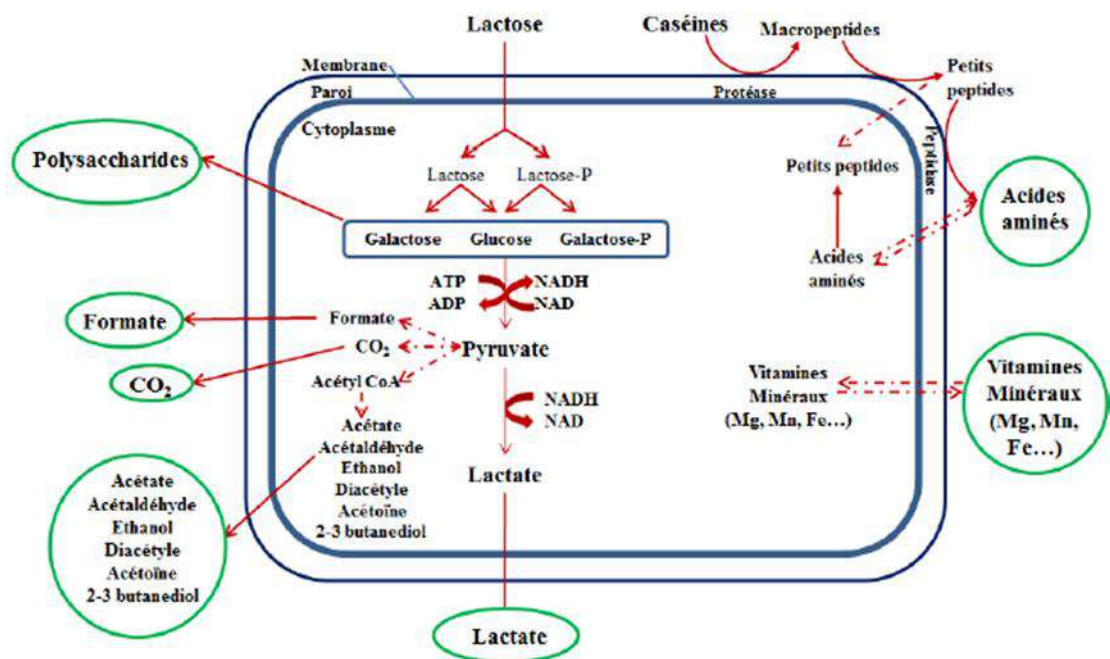 Lactose
Caséines
Macropeptides
Membrane
Paroi
Protéase
Petits
peptides
Cytoplasme
Peptidase
Polysaccharides
Lactose
Lactose-P
Petits peptides
Acides
aminés
Galactose
Glucose
Galactose-P
Acides
aminés
ATP
NADH
ADP
NAD
Formate
Formate
CO₂
CO₂
Pyruvate
Acétyl CoA
Vitamines
Minéraux
(Mg, Mn, Fe...)
Vitamines
Minéraux
(Mg, Mn,
Fe...)
NADH
NAD
Acétate
Acétaldéhyde
Ethanol
Diacétyle
Acétoïne
2-3 butanediol
Lactate
Acétate
Acétaldéhyde
Ethanol
Diacétyle
Acétoïne
2-3 butanediol
Lactate